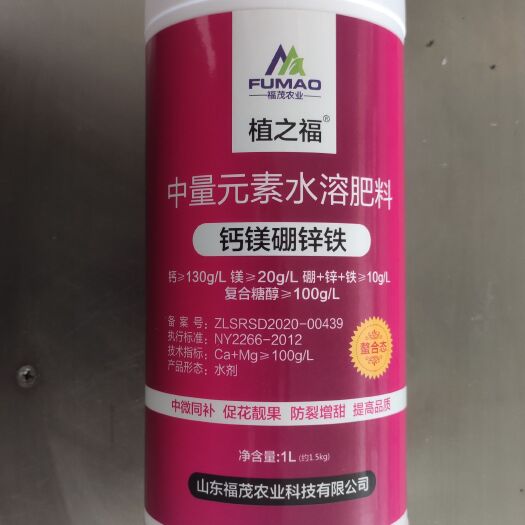 FUMAO
福茂农业
植之福®
中量元素水溶肥料
钙镁硼锌铁
钙≥130g/L 镁≥20g/L 硼+锌+铁≥10g/L
复合糖醇≥100g/L
备 案 号：ZLSRSD2020-00439
执行标准：NY2266-2012
技术指标：Ca+Mg≥100g/L
产品形态：水剂
螯合态
中微同补 促花靓果 防裂增甜 提高品质
净含量:1L (约1.5kg)
山东福茂农业科技有限公司